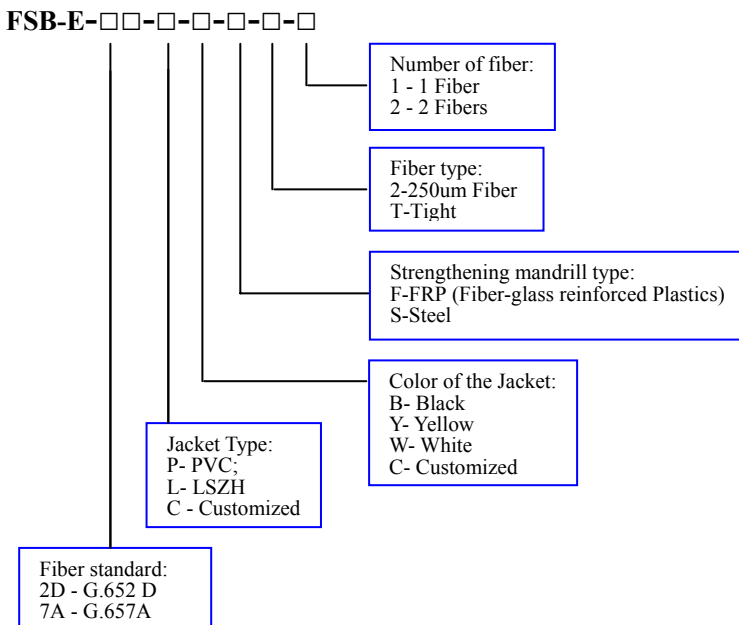 FSB-E-□□-□-□-□-□-□
Number of fiber:
1 - 1 Fiber
2 - 2 Fibers
Fiber type:
2-250um Fiber
T-Tight
Strengthening mandrill type:
F-FRP (Fiber-glass reinforced Plastics)
S-Steel
Color of the Jacket:
B- Black
Y- Yellow
W- White
C- Customized
Jacket Type:
P- PVC;
L- LSZH
C - Customized
Fiber standard:
2D - G.652 D
7A - G.657A